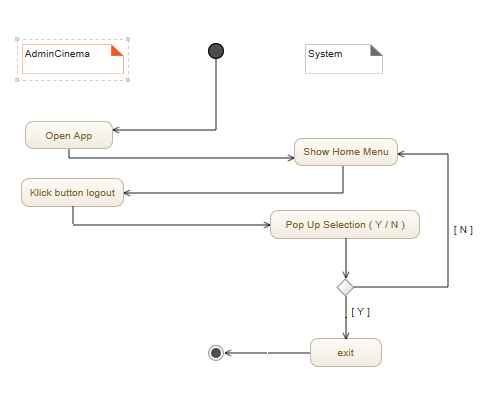 AdminCinema
System
Open App
Show Home Menu
Klick button logout
Pop Up Selection ( Y / N )
[ N ]
[ Y ]
exit